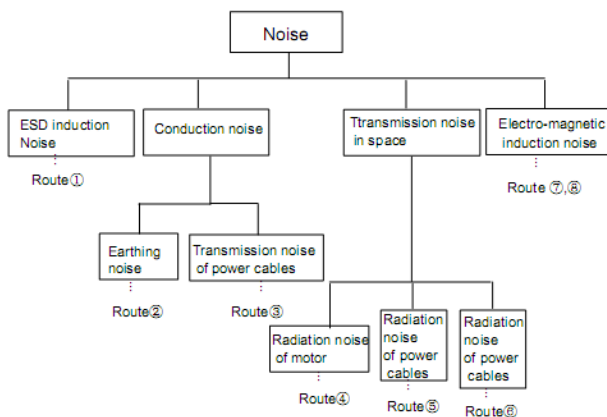 Noise
ESD induction
Noise
Conduction noise
Ttransmission noise
in space
Electro-magnetic
induction noise
Route①
Route ⑦,⑧
Earthing
noise
Transmission noise
of power cables
Route②
Route③
Radiation noise
of motor
Radiation
noise
of power
cables
Radiation
noise
of power
cables
Route④
Route⑤
Route⑥